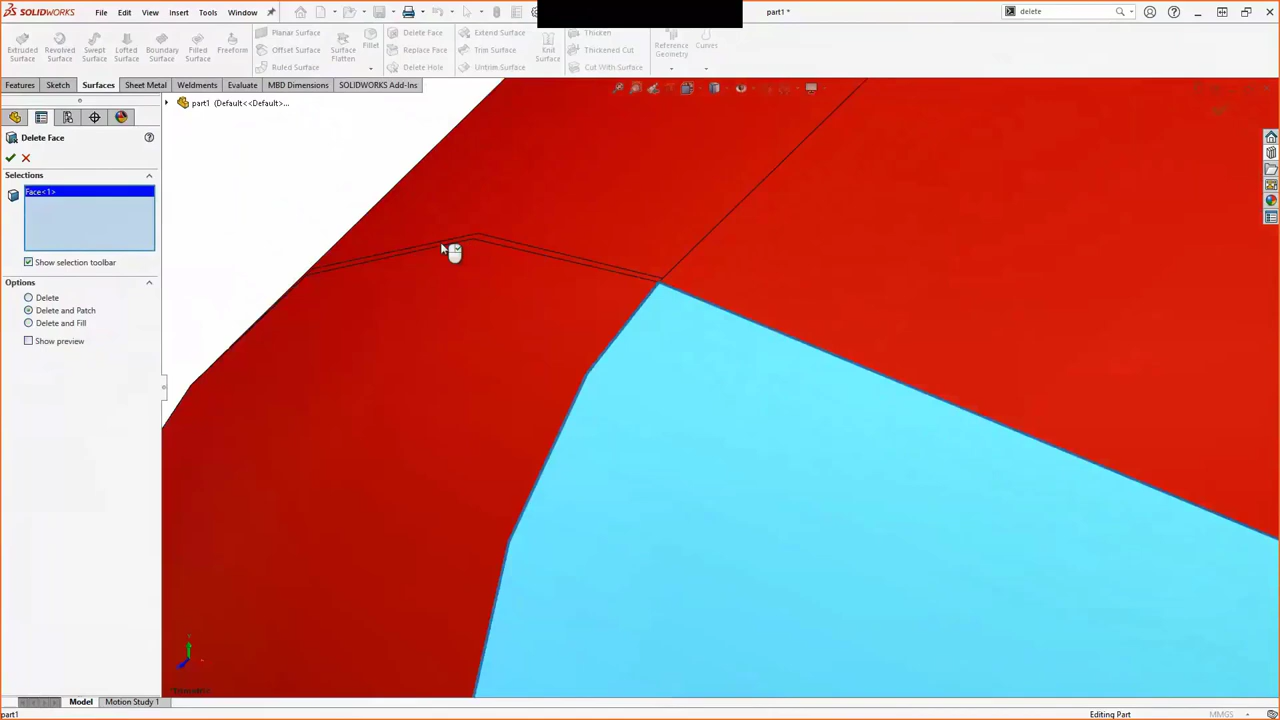 SOLIDWORKS File Edit View Insert Tools Window part1 * delete
Extruded Surface
Revolved Surface
Swept Surface
Lofted Surface
Boundary Surface
Filled Surface
Freeform
Planar Surface
Offset Surface
Ruled Surface
Surface Flatten
Fillet
Delete Face
Replace Face
Delete Hole
Extend Surface
Trim Surface
Untrim Surface
Knit Surface
Thicken
Thickened Cut
Cut With Surface
Reference Geometry
Curves
Features Sketch Surfaces Sheet Metal Weldments Evaluate MBD Dimensions SOLIDWORKS Add-Ins
part1 (Default<<Default>...
Delete Face
Selections
Face<1>
Show selection toolbar
Options
Delete
Delete and Patch
Delete and Fill
Show preview
Model Motion Study 1
part1 Editing Part MMGS